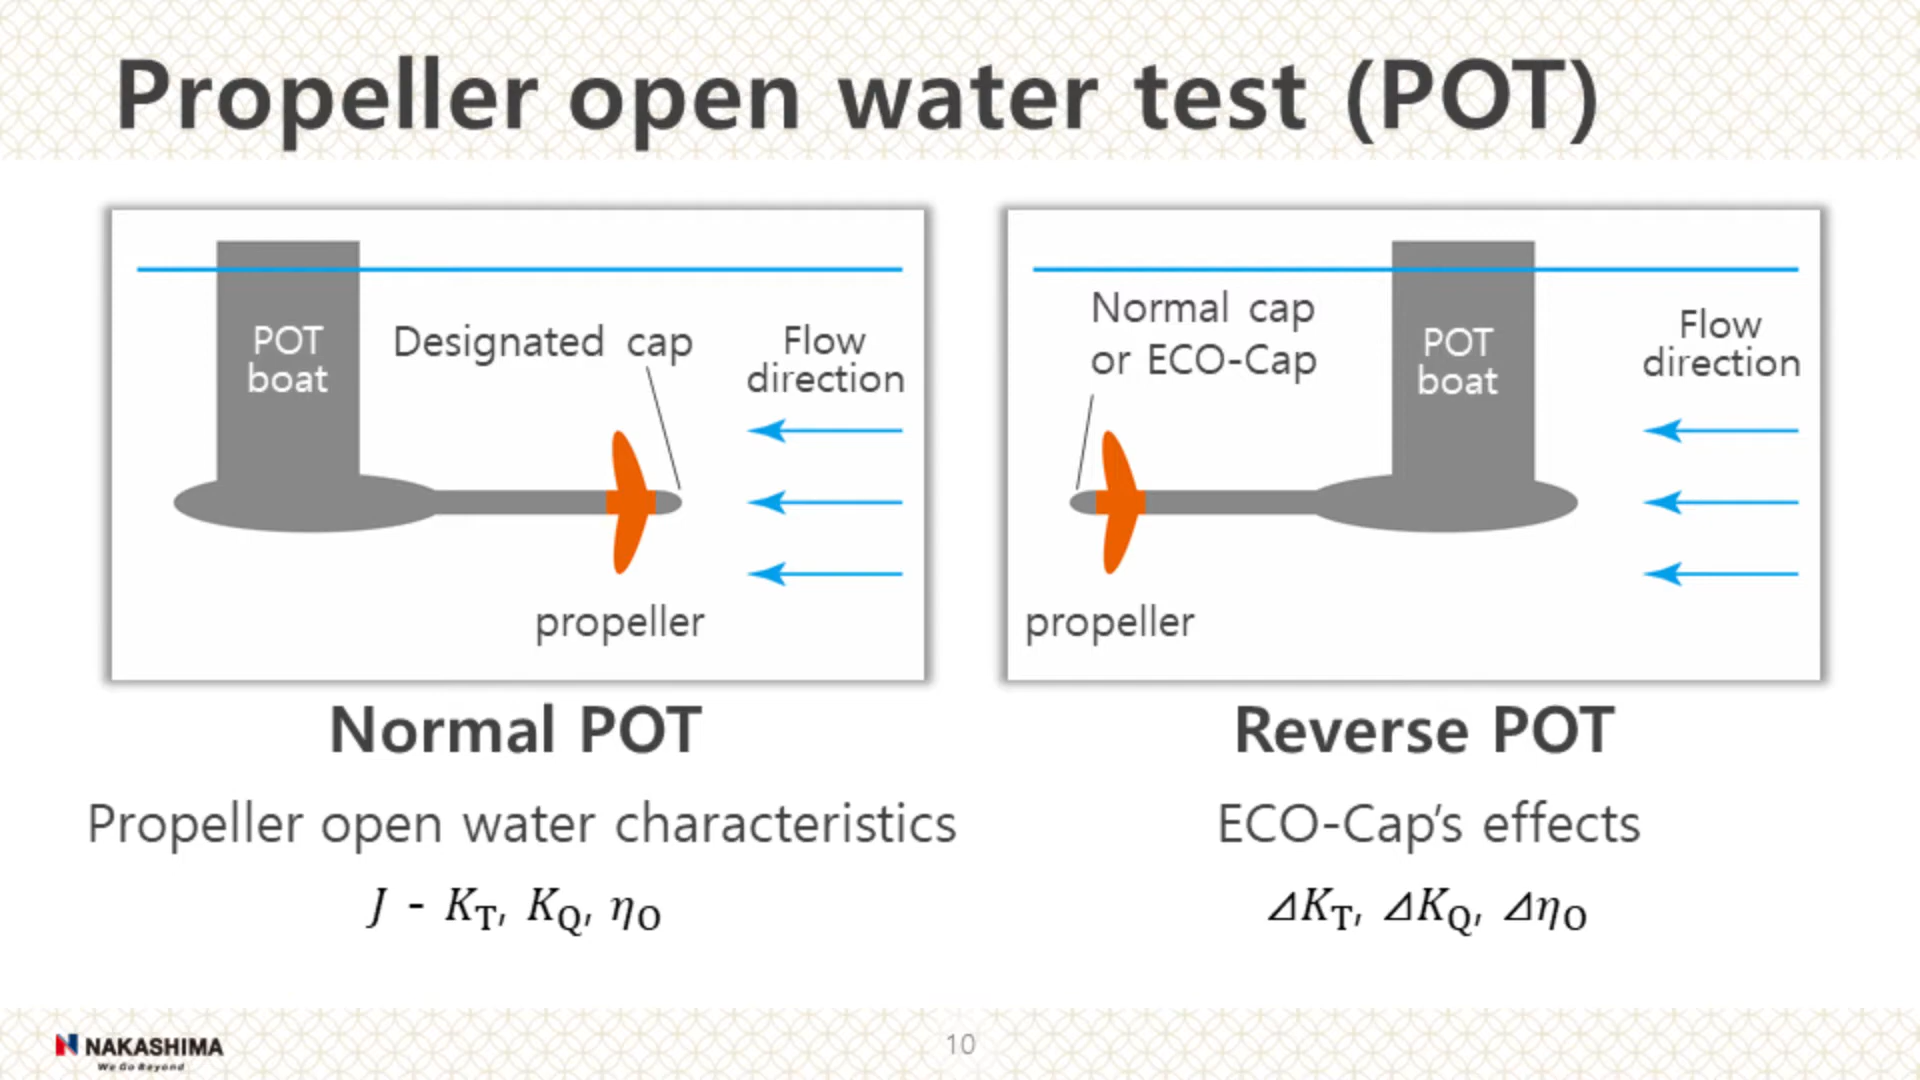 Propeller open water test (POT)
POT
boat
Designated cap
Flow
direction
propeller
Normal cap
or ECO-Cap
POT
boat
Flow
direction
propeller
Normal POT
Reverse POT
Propeller open water characteristics
ECO-Cap's effects
J - K_T, K_Q, η_O
ΔK_T, ΔK_Q, Δη_O
NAKASHIMA
We Go Beyond
10